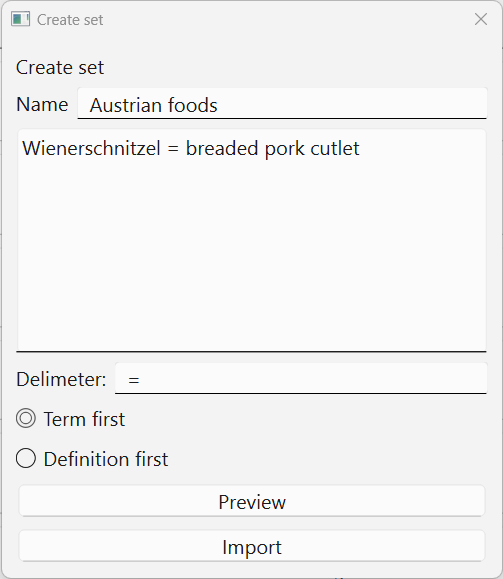 Create set
Create set
Name Austrian foods
Wienerschnitzel = breaded pork cutlet
Delimeter: =
Term first
Definition first
Preview
Import